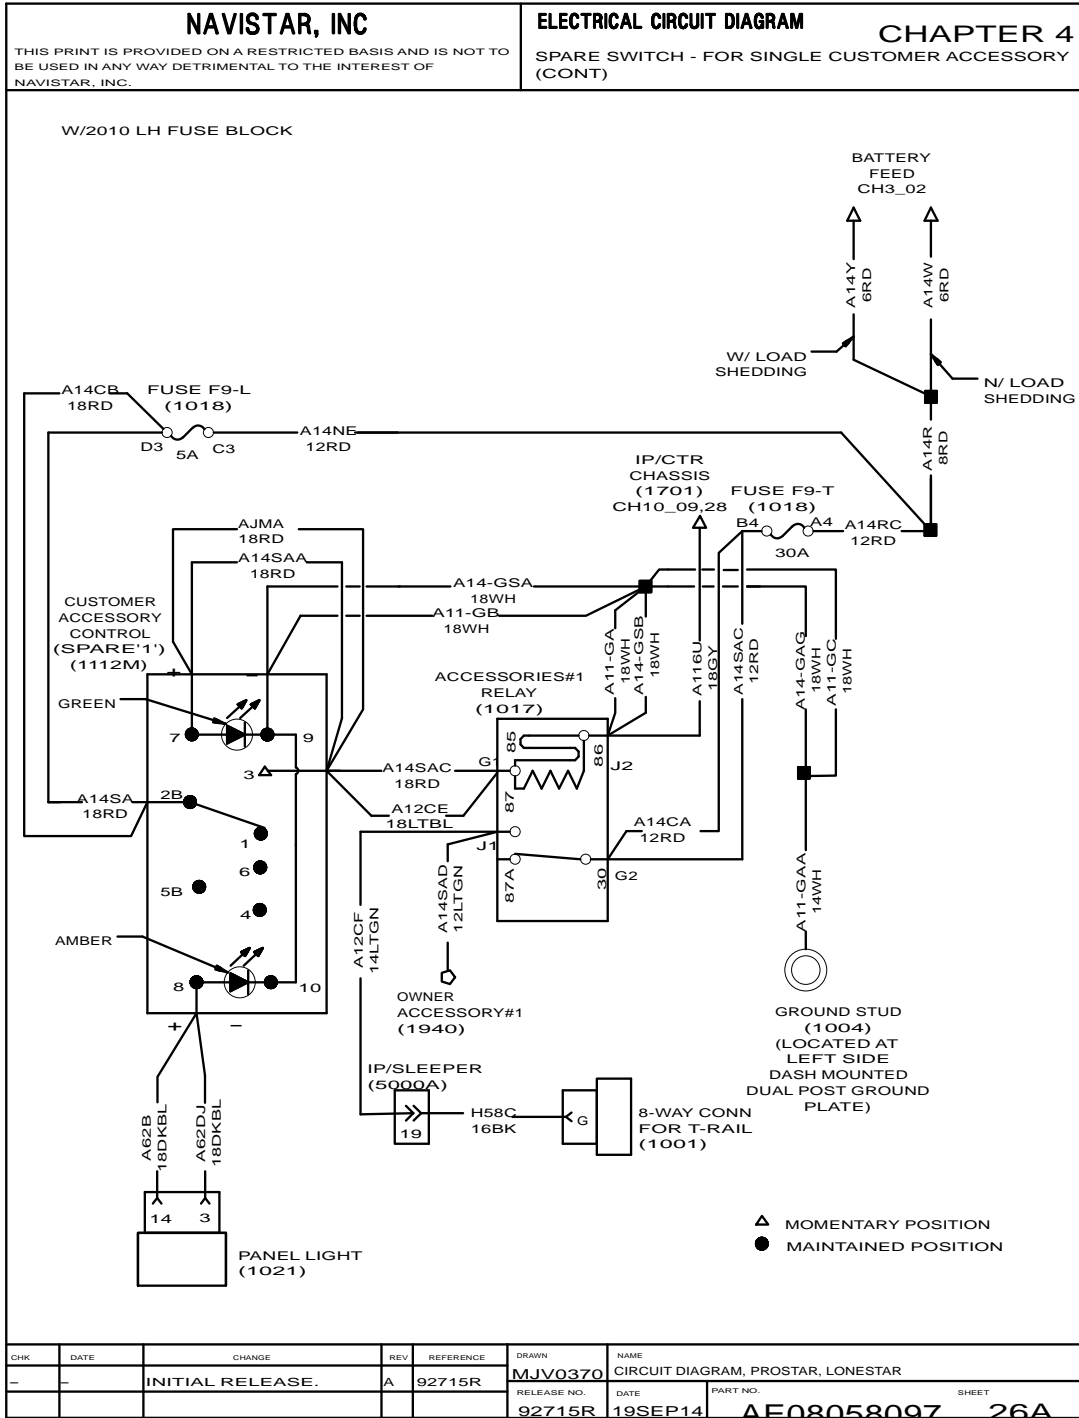 NAVISTAR, INC
THIS PRINT IS PROVIDED ON A RESTRICTED BASIS AND IS NOT TO
BE USED IN ANY WAY DETRIMENTAL TO THE INTEREST OF
NAVISTAR, INC.
ELECTRICAL CIRCUIT DIAGRAM
CHAPTER 4
SPARE SWITCH - FOR SINGLE CUSTOMER ACCESSORY
(CONT)
W/2010 LH FUSE BLOCK
BATTERY
FEED
CH3_02
A14Y
6RD
A14W
6RD
W/ LOAD
SHEDDING
N/ LOAD
SHEDDING
A14R
8RD
A14CB
18RD
FUSE F9-L
(1018)
D3
5A
C3
A14NE
12RD
IP/CTR
CHASSIS
(1701)
CH10_09,28
FUSE F9-T
(1018)
B4
A4
30A
A14RC
12RD
AJMA
18RD
A14SAA
18RD
A14-GSA
18WH
A11-GB
18WH
CUSTOMER
ACCESSORY
CONTROL
(SPARE'1')
(1112M)
+
-
GREEN
7
9
3
A11-GA
18WH
A14-GSB
18WH
A116U
18GY
A14SAC
12RD
A14-GAG
18WH
A11-GC
18WH
ACCESSORIES#1
RELAY
(1017)
85
86
J2
G1
87
A14SAC
18RD
A12CE
18LTBL
A14SA
18RD
2B
1
6
5B
4
J1
87A
30
G2
A14CA
12RD
A12CF
14LTGN
A14SAD
12LTGN
A11-GAA
14WH
AMBER
8
10
+
-
OWNER
ACCESSORY#1
(1940)
GROUND STUD
(1004)
(LOCATED AT
LEFT SIDE
DASH MOUNTED
DUAL POST GROUND
PLATE)
IP/SLEEPER
(5000A)
19
H58C
16BK
G
8-WAY CONN
FOR T-RAIL
(1001)
A62B
18DKBL
A62DJ
18DKBL
14
3
PANEL LIGHT
(1021)
MOMENTARY POSITION
MAINTAINED POSITION
CHK
DATE
CHANGE
REV
REFERENCE
DRAWN
NAME
-
-
INITIAL RELEASE.
A
92715R
MJV0370
CIRCUIT DIAGRAM, PROSTAR, LONESTAR
RELEASE NO.
DATE
PART NO.
SHEET
92715R
19SEP14
AE08058097
26A